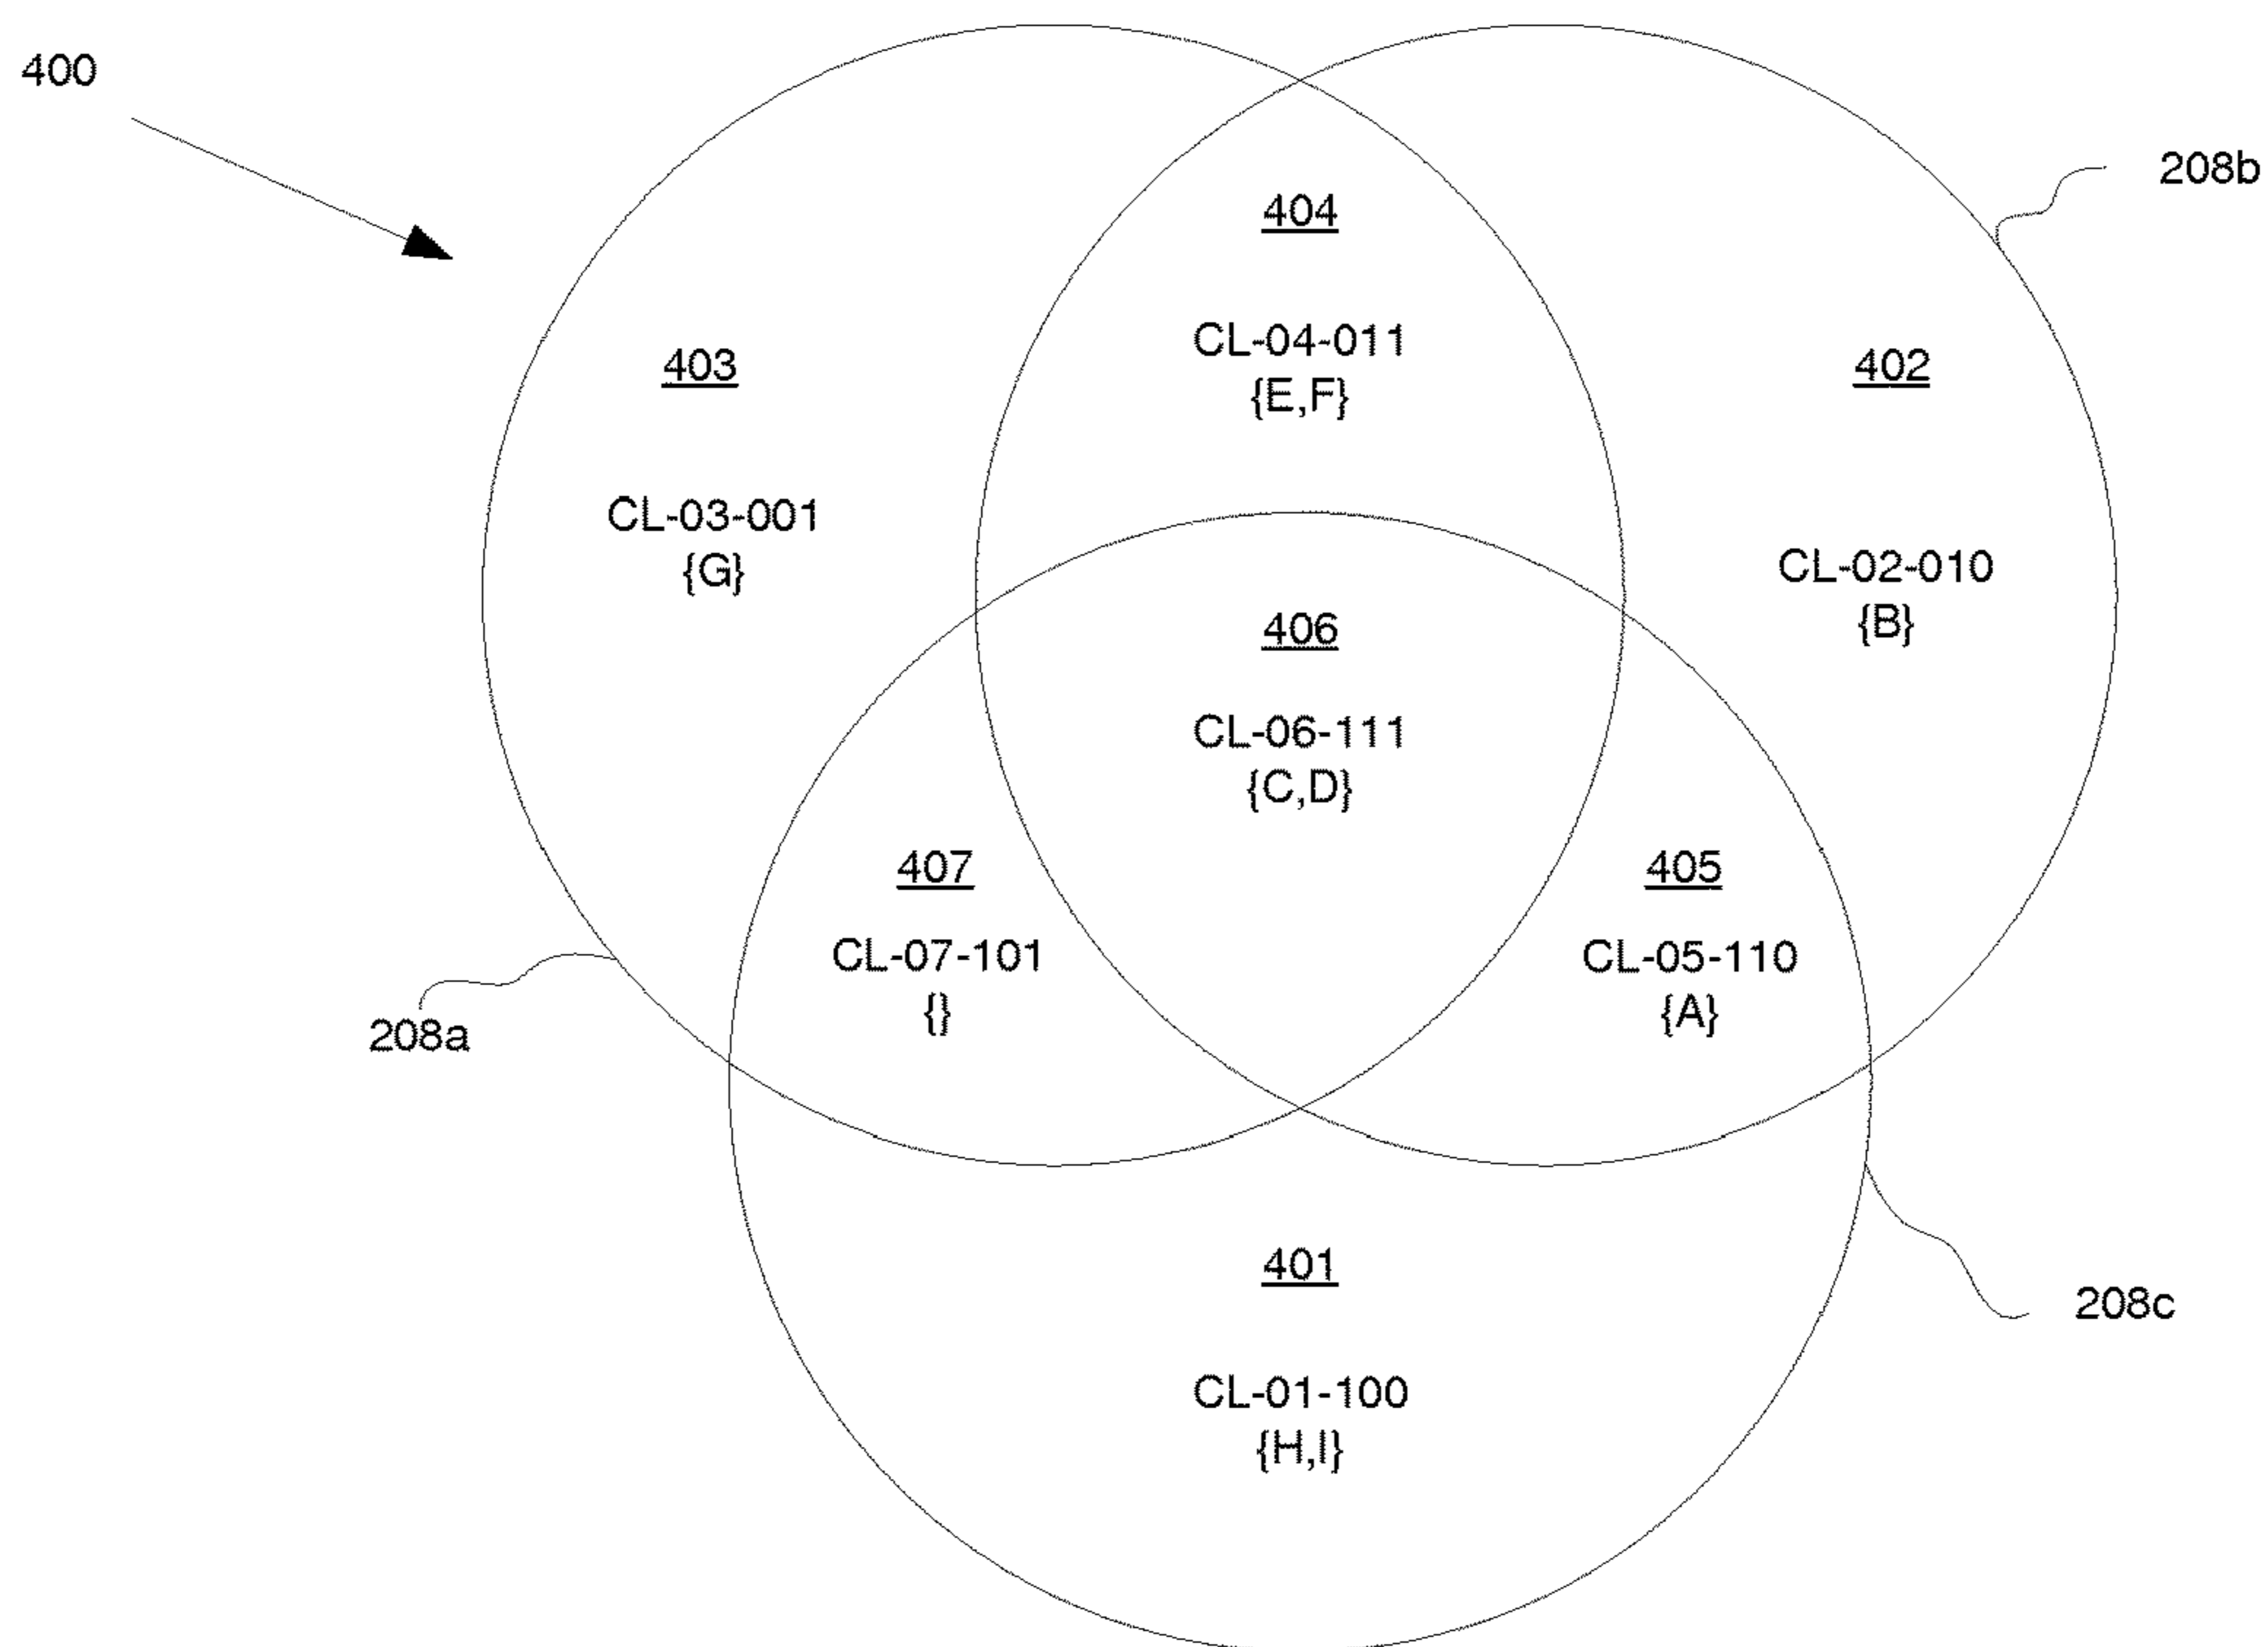 400
208b
404
CL-04-011
{E,F}
403
CL-03-001
{G}
402
CL-02-010
{B}
406
CL-06-111
{C,D}
407
CL-07-101
{}
405
CL-05-110
{A}
208a
401
CL-01-100
{H,I}
208c